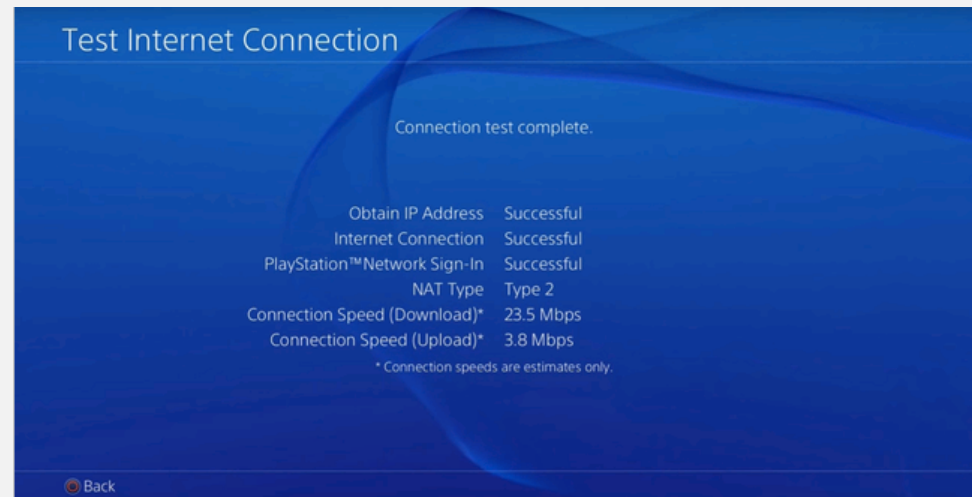 Test Internet Connection
Connection test complete.
Obtain IP Address Successful
Internet Connection Successful
PlayStation™Network Sign-In Successful
NAT Type Type 2
Connection Speed (Download)* 23.5 Mbps
Connection Speed (Upload)* 3.8 Mbps
* Connection speeds are estimates only.
Back